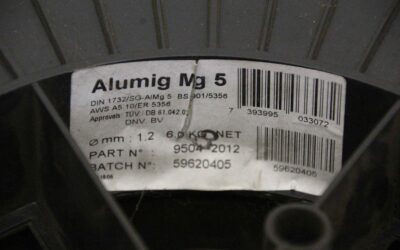 Alumig Mg 5
DIN 1732/SG-AlMg 5 BS 2901/5356
AWS A5.10/ER 5356
Approvals: TÜV: DB 61.042.0
DNV. BV
7 393995 033072
Ø mm: 1.2 6.0 KG NET
PART N°: 9504-2012
BATCH N°: 59620405
59620405